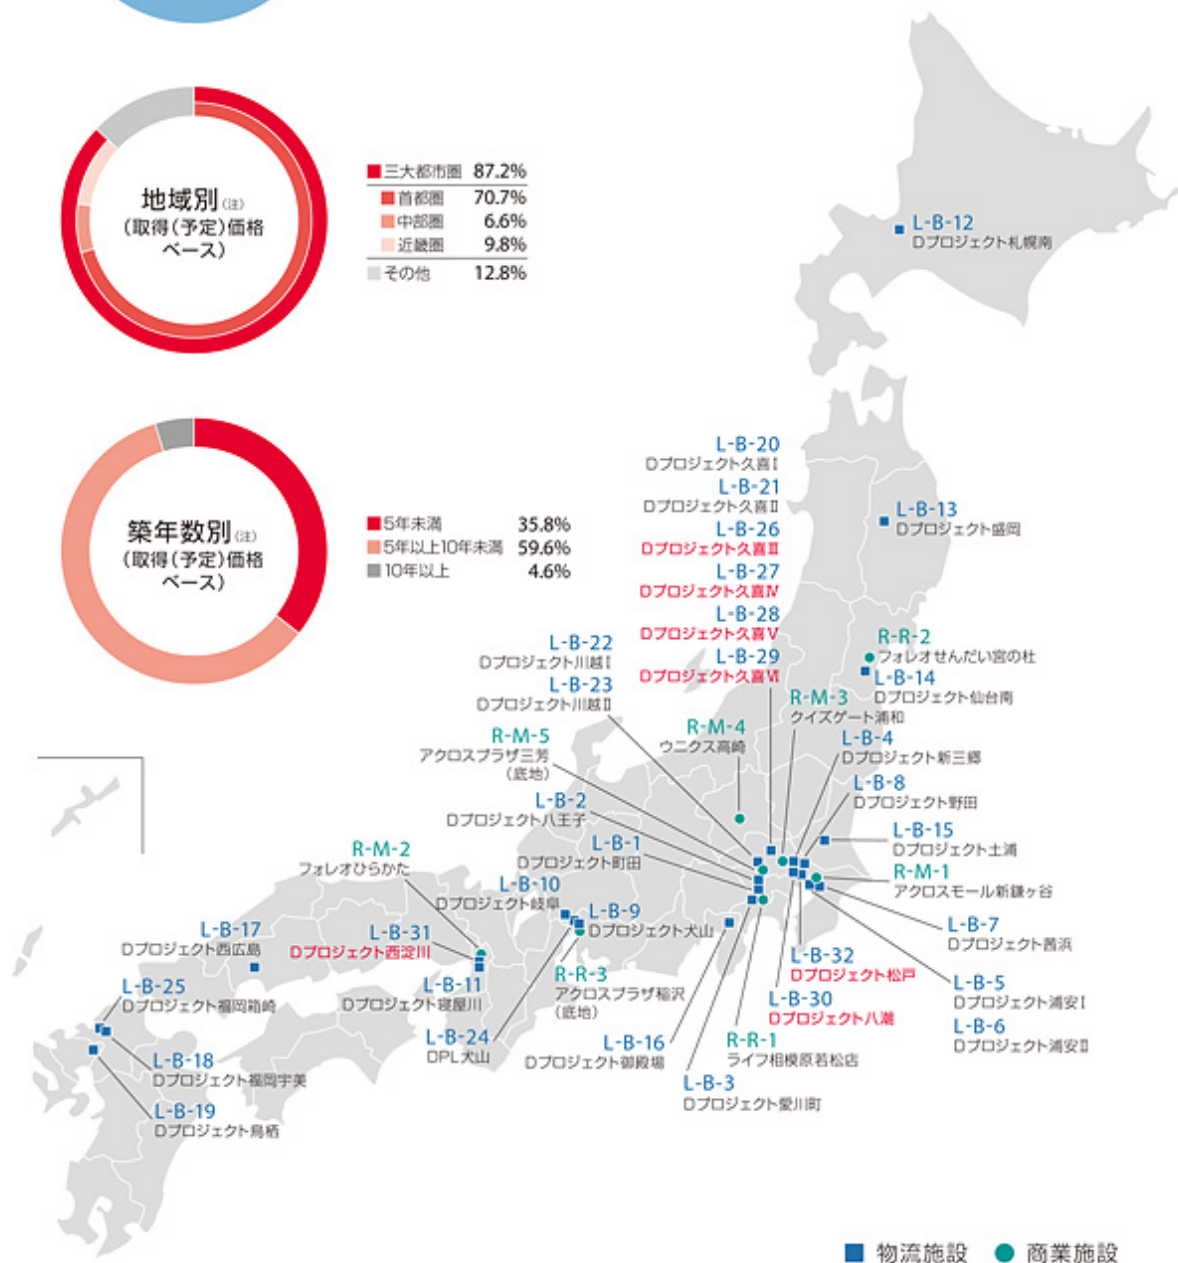 地域別(注)
(取得(予定)価格
ベース)
三大都市圏 87.2%
首都圏 70.7%
中部圏 6.6%
近畿圏 9.8%
その他 12.8%
築年数別(注)
(取得(予定)価格
ベース)
5年未満 35.8%
5年以上10年未満 59.6%
10年以上 4.6%
L-B-12
Dプロジェクト札幌南
L-B-20
Dプロジェクト久喜Ⅰ
L-B-21
Dプロジェクト久喜Ⅱ
L-B-26
Dプロジェクト久喜Ⅲ
L-B-27
Dプロジェクト久喜Ⅳ
L-B-28
Dプロジェクト久喜Ⅴ
L-B-29
Dプロジェクト久喜Ⅵ
L-B-13
Dプロジェクト盛岡
R-R-2
フォレオせんだい宮の杜
L-B-14
Dプロジェクト仙台南
L-B-22
Dプロジェクト川越Ⅰ
L-B-23
Dプロジェクト川越Ⅱ
R-M-3
クイズゲート浦和
R-M-4
ウニクス高崎
R-M-5
アクロスプラザ三芳
(底地)
L-B-4
Dプロジェクト新三郷
L-B-8
Dプロジェクト野田
L-B-2
Dプロジェクト八王子
L-B-15
Dプロジェクト土浦
L-B-1
Dプロジェクト町田
R-M-1
アクロスモール新鎌ヶ谷
R-M-2
フォレオひらかた
L-B-10
Dプロジェクト岐阜
L-B-9
Dプロジェクト犬山
L-B-7
Dプロジェクト茜浜
L-B-17
Dプロジェクト西広島
L-B-31
Dプロジェクト西淀川
L-B-32
Dプロジェクト松戸
R-R-3
アクロスプラザ稲沢
(底地)
L-B-5
Dプロジェクト浦安Ⅰ
L-B-25
Dプロジェクト福岡箱崎
L-B-11
Dプロジェクト寝屋川
L-B-30
Dプロジェクト八潮
L-B-6
Dプロジェクト浦安Ⅱ
L-B-24
DPL犬山
L-B-16
Dプロジェクト御殿場
R-R-1
ライフ相模原若松店
L-B-18
Dプロジェクト福岡宇美
L-B-3
Dプロジェクト愛川町
L-B-19
Dプロジェクト鳥栖
物流施設 商業施設